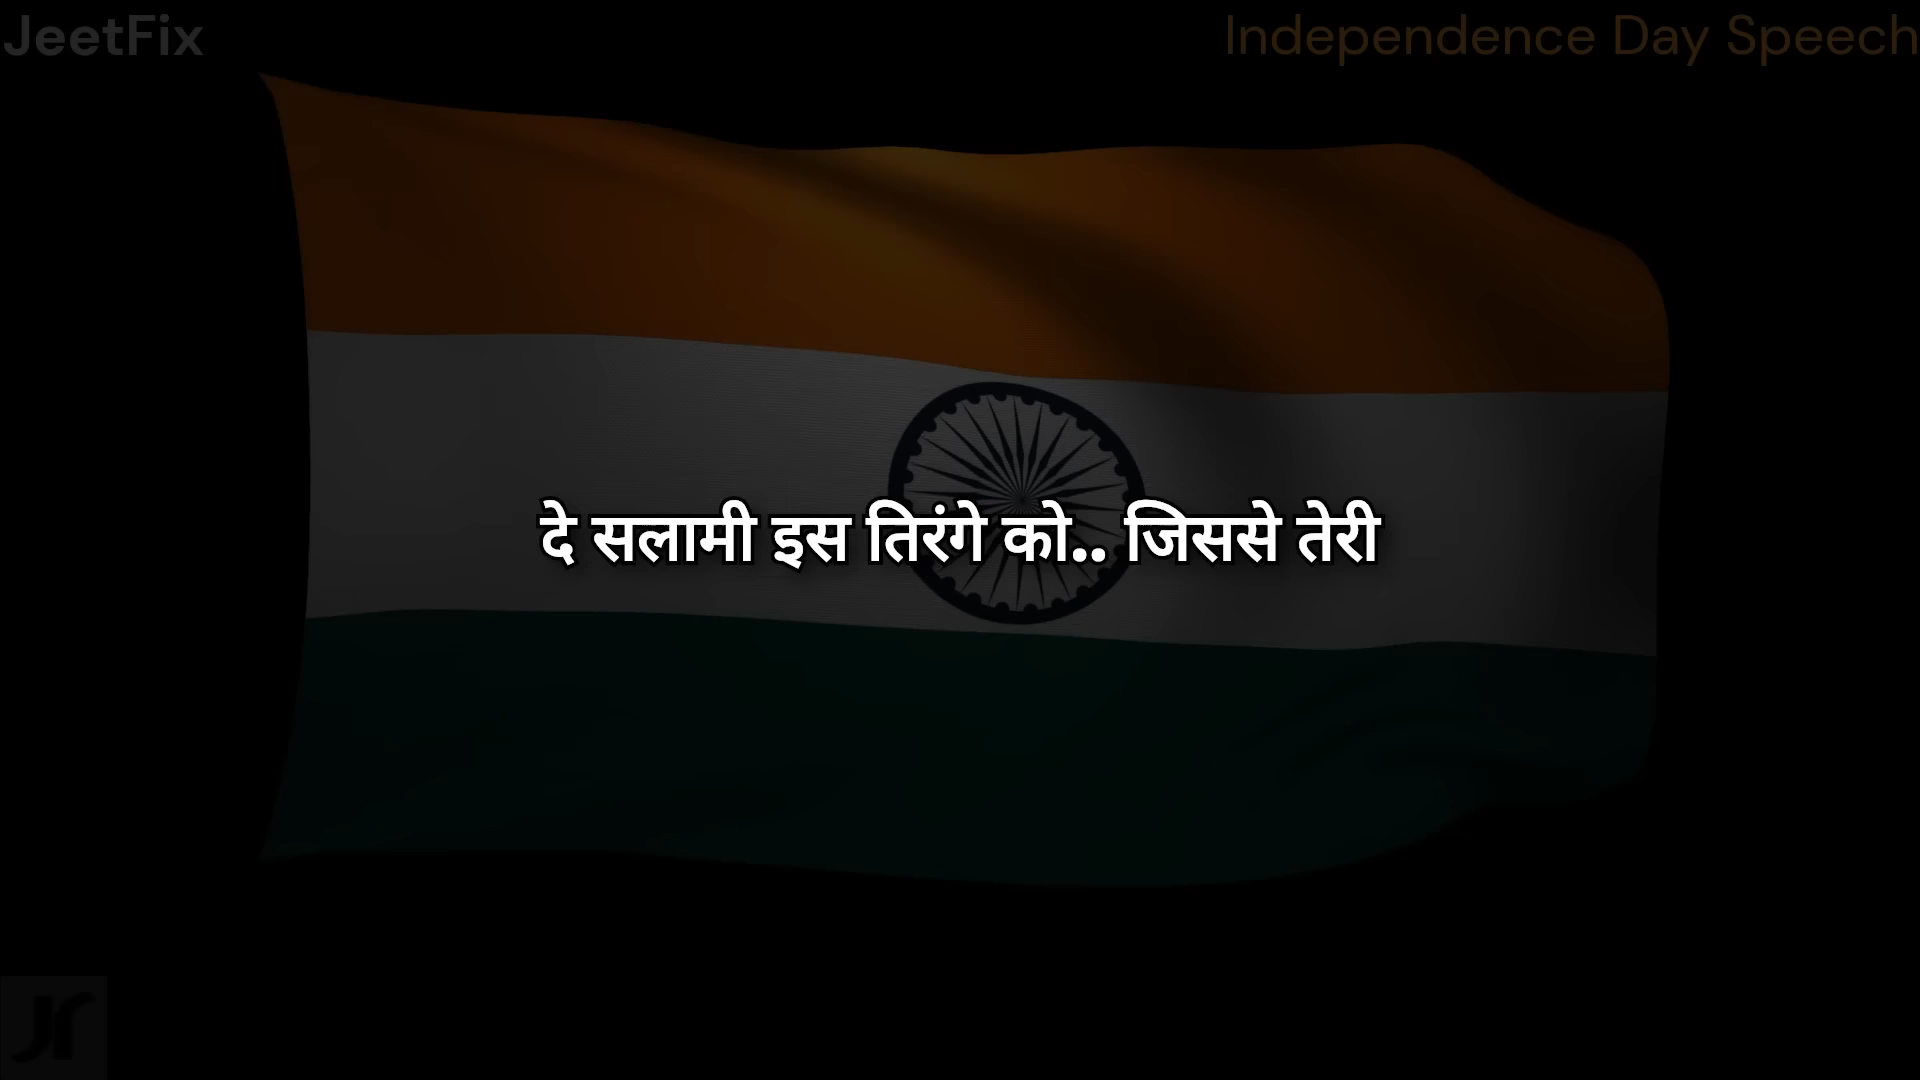 JeetFix
Independence Day Speech
दे सलामी इस तिरंगे को.. जिससे तेरी